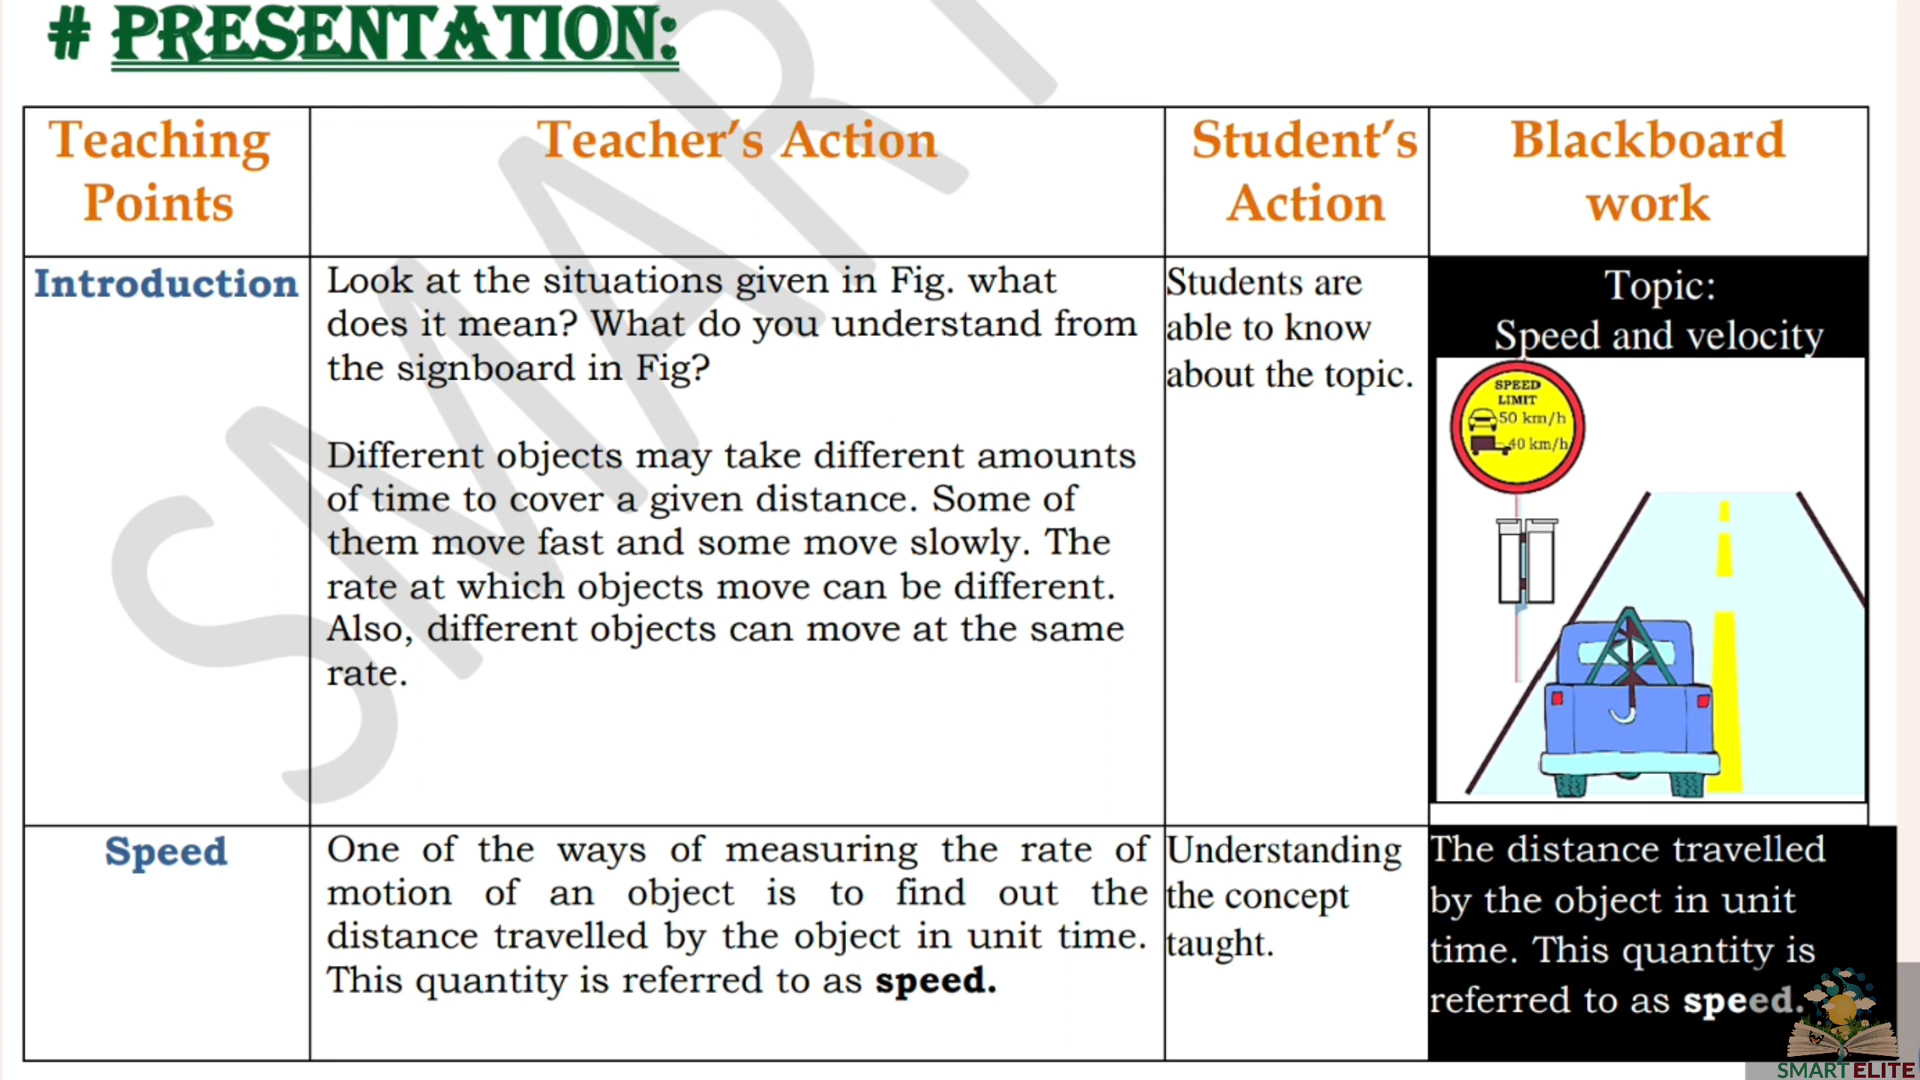 # PRESENTATION:
Teaching
Points
Teacher's Action
Student's
Action
Blackboard
work
Introduction
Look at the situations given in Fig. what
does it mean? What do you understand from
the signboard in Fig?
Different objects may take different amounts
of time to cover a given distance. Some of
them move fast and some move slowly. The
rate at which objects move can be different.
Also, different objects can move at the same
rate.
Students are
able to know
about the topic.
Topic:
Speed and velocity
SPEED
LIMIT
50 km/h
40 km/h
Speed
One of the ways of measuring the rate of
motion of an object is to find out the
distance travelled by the object in unit time.
This quantity is referred to as speed.
Understanding
the concept
taught.
The distance travelled
by the object in unit
time. This quantity is
referred to as speed.
SMART ELITE
SMART